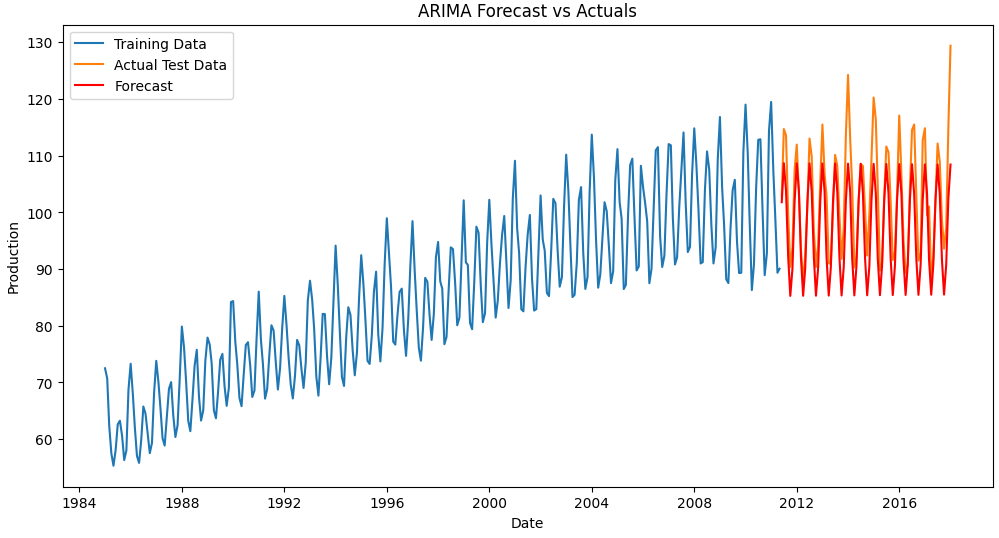 ARIMA Forecast vs Actuals
Training Data
Actual Test Data
Forecast
Production
130
120
110
100
90
80
70
60
1984
1988
1992
1996
2000
2004
2008
2012
2016
Date